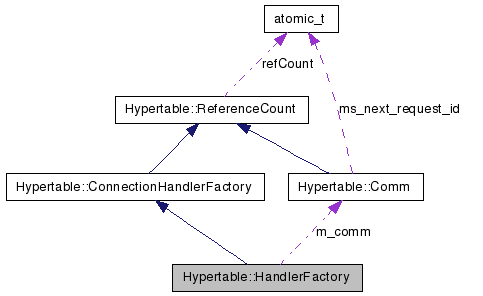 atomic_t
refCount
Hypertable::ReferenceCount
ms_next_request_id
Hypertable::ConnectionHandlerFactory
Hypertable::Comm
m_comm
Hypertable::HandlerFactory